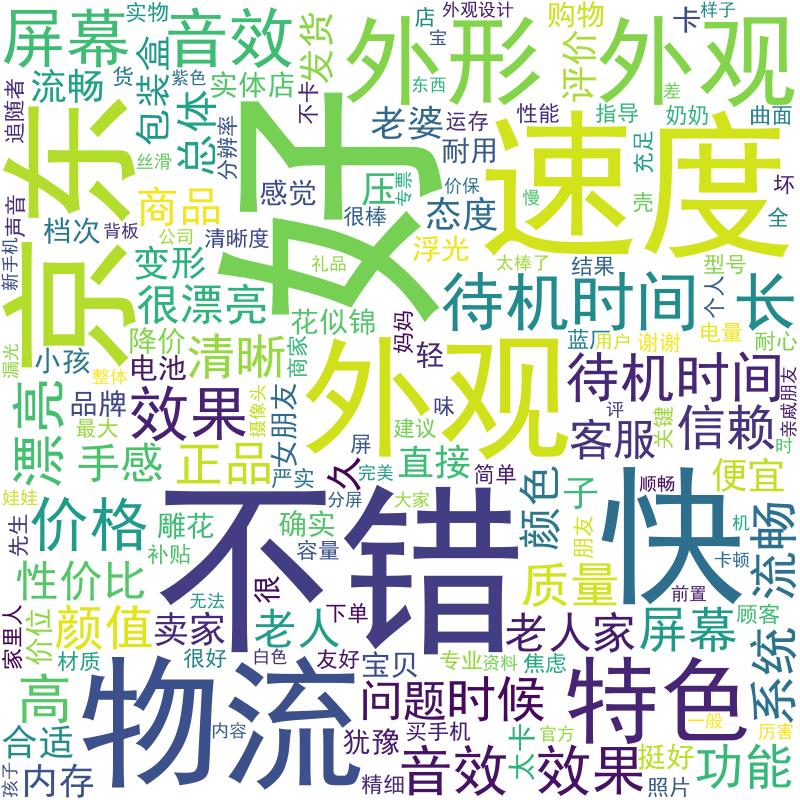 屏幕
实物
音效
外形
店
宝
外观设计
购物
卡
样子
外观
流畅
货
紫色
实体店
发货
东西
评价
差
追随者
包装盒
总体
分辨率
不卡
老婆
运存
性能
指导
奶奶
曲面
京东
丝滑
好
耐用
速度
充足
声音
商品
感觉
压
专票
价保
慢
壳
坏
新手机
档次
背板
公司
清晰度
很棒
态度
全
变形
礼品
浮光
太棒了
结果
型号
很漂亮
待机时间
个人
长
漏光
降价
清晰
花似锦
商家
妈妈
蓝厂
用户
谢谢
电量
耐心
小孩
电池
轻
外观
待机时间
亲戚朋友
整体
漂亮
品牌
效果
摄像头
女朋友
味
评
客服
关键
信赖
最大
手感
正品
屏
建议
直接
简单
便宜
娃娃
严实
久
完美
分屏
大家
颜色
子
顺畅
先生
价格
雕花
确实
不错
快
机
流畅
补贴
容量
朋友
卡顿
性价比
很
质量
前置
家里人
价位
颜值
卖家
无法
老人
下单
老人家
屏幕
顾客
材质
很好
白色
友好
宝贝
专业
资料
焦虑
系统
高
物流
问题时候
特色
一般
合适
内容
犹豫
买手机
太卡
官方
厉害
孩子
内存
精细
音效
效果
挺好
照片
功能